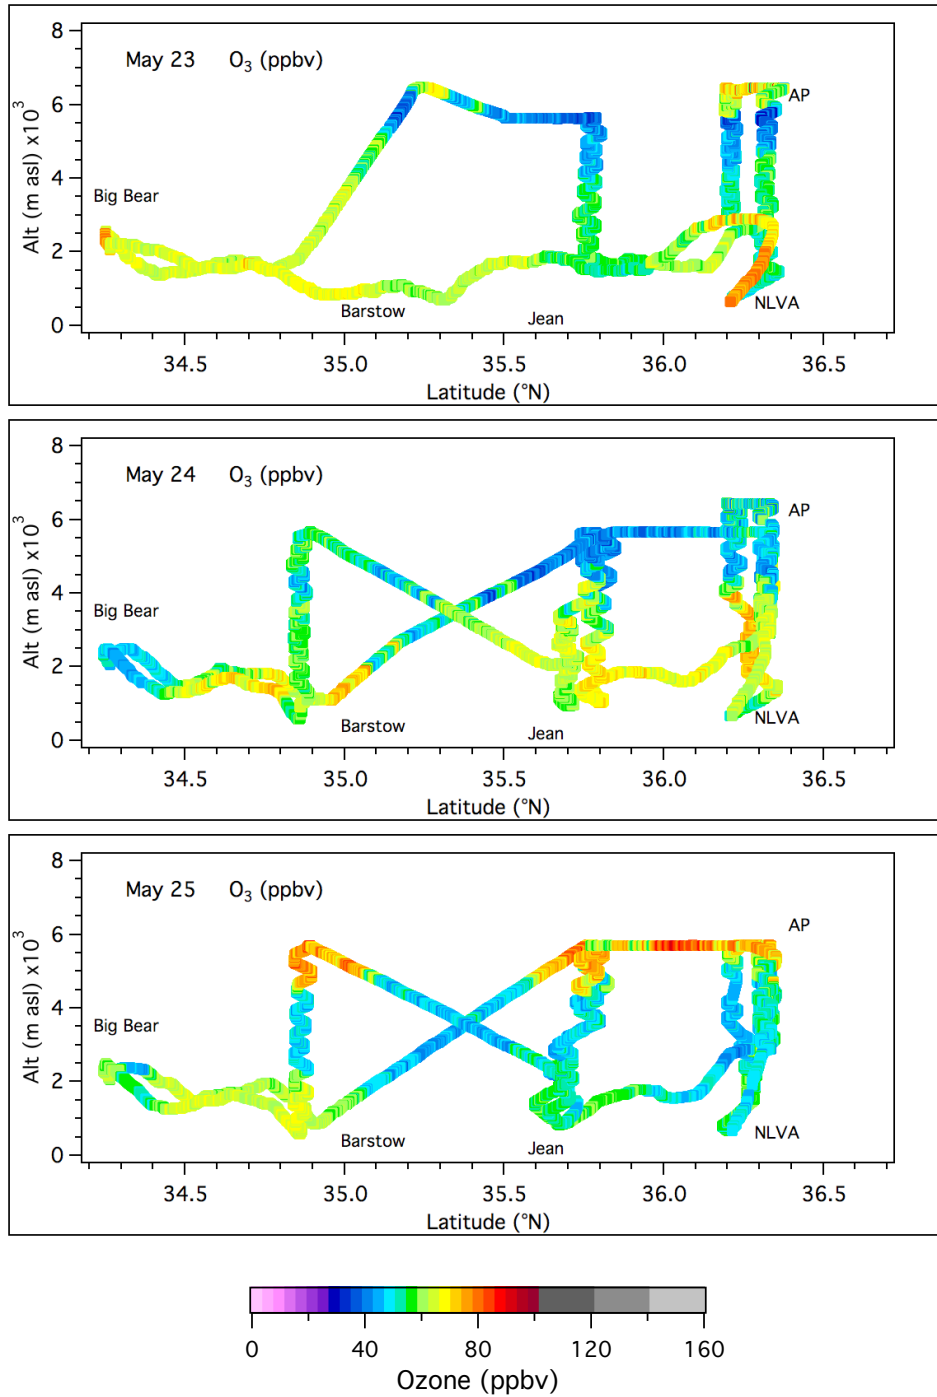 May 23 O3 (ppbv)
8
6
4
2
0
Alt (m asl) x10^3
Big Bear
Barstow
Jean
AP
NLVA
34.5 35.0 35.5 36.0 36.5
Latitude (°N)
May 24 O3 (ppbv)
8
6
4
2
0
Alt (m asl) x10^3
Big Bear
Barstow
Jean
AP
NLVA
34.5 35.0 35.5 36.0 36.5
Latitude (°N)
May 25 O3 (ppbv)
8
6
4
2
0
Alt (m asl) x10^3
Big Bear
Barstow
Jean
AP
NLVA
34.5 35.0 35.5 36.0 36.5
Latitude (°N)
0 40 80 120 160
Ozone (ppbv)